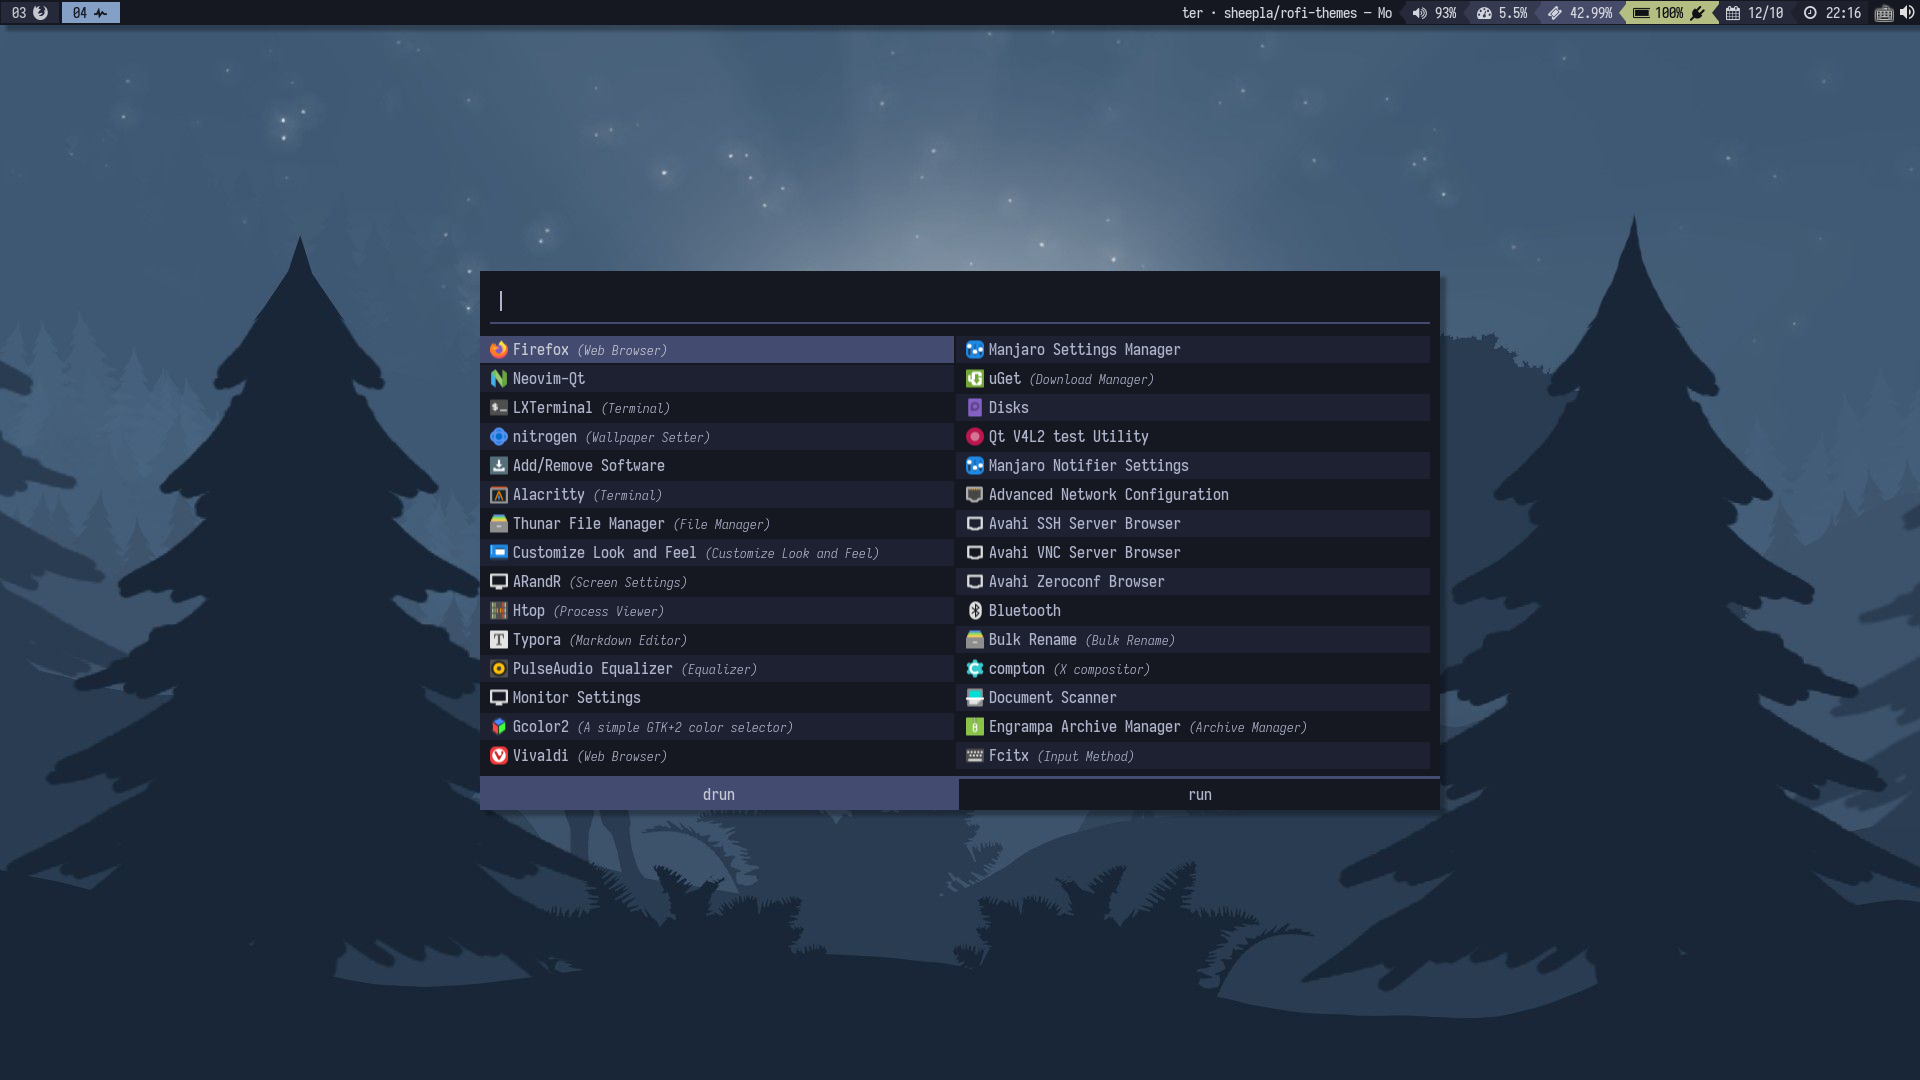 03
04
ter · sheepla/rofi-themes — Mo
93%
5.5%
42.99%
100%
12/10
22:16
Firefox (Web Browser)
Neovim-Qt
LXTerminal (Terminal)
nitrogen (Wallpaper Setter)
Add/Remove Software
Alacritty (Terminal)
Thunar File Manager (File Manager)
Customize Look and Feel (Customize Look and Feel)
ARandR (Screen Settings)
Htop (Process Viewer)
Typora (Markdown Editor)
PulseAudio Equalizer (Equalizer)
Monitor Settings
Gcolor2 (A simple GTK+2 color selector)
Vivaldi (Web Browser)
Manjaro Settings Manager
uGet (Download Manager)
Disks
Qt V4L2 test Utility
Manjaro Notifier Settings
Advanced Network Configuration
Avahi SSH Server Browser
Avahi VNC Server Browser
Avahi Zeroconf Browser
Bluetooth
Bulk Rename (Bulk Rename)
compton (X compositor)
Document Scanner
Engrampa Archive Manager (Archive Manager)
Fcitx (Input Method)
drun
run